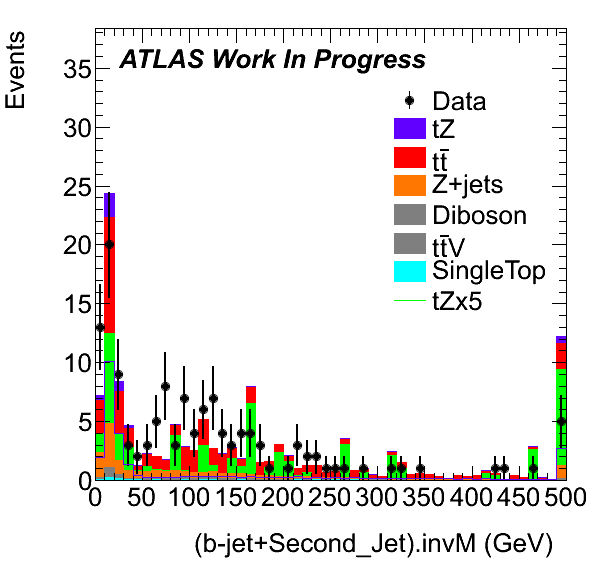 Events
ATLAS Work In Progress
35
30
25
20
15
10
5
0
Data
tZ
tt̄
Z+jets
Diboson
tt̄V
SingleTop
tZx5
0 50 100 150 200 250 300 350 400 450 500
(b-jet+Second_Jet).invM (GeV)